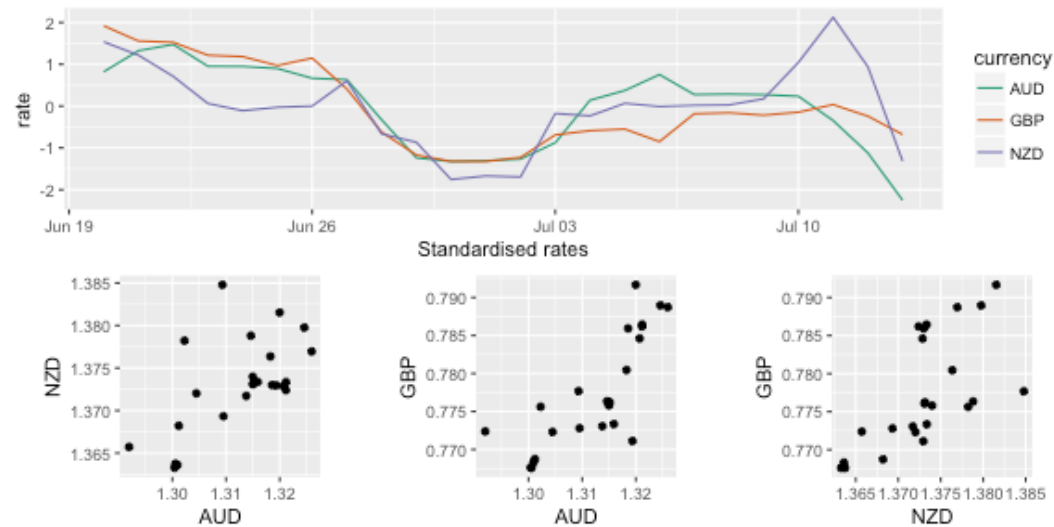 2
1
0
-1
-2
rate
Jun 19
Jun 26
Jul 03
Jul 10
Standardised rates
currency
AUD
GBP
NZD
1.385
1.380
1.375
1.370
1.365
NZD
1.30
1.31
1.32
AUD
0.790
0.785
0.780
0.775
0.770
GBP
1.30
1.31
1.32
AUD
0.790
0.785
0.780
0.775
0.770
GBP
1.365
1.370
1.375
1.380
1.385
NZD